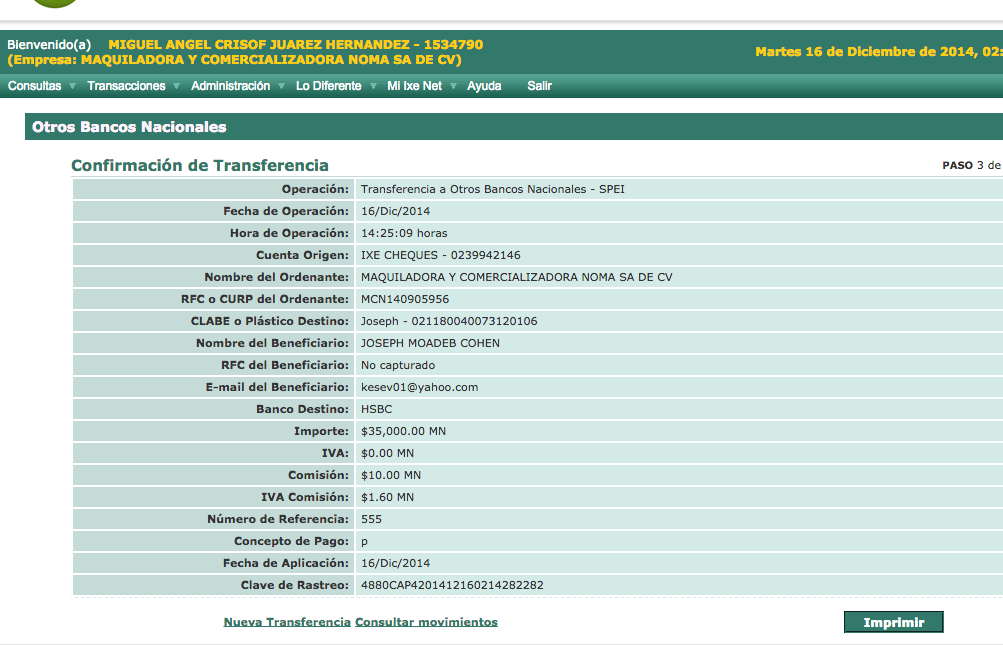 Bienvenido(a) MIGUEL ANGEL CRISOF JUAREZ HERNANDEZ - 1534790
(Empresa: MAQUILADORA Y COMERCIALIZADORA NOMA SA DE CV)
Martes 16 de Diciembre de 2014, 02:
Consultas Transacciones Administración Lo Diferente Mi Ixe Net Ayuda Salir
Otros Bancos Nacionales
Confirmación de Transferencia
PASO 3 de
Operación: Transferencia a Otros Bancos Nacionales - SPEI
Fecha de Operación: 16/Dic/2014
Hora de Operación: 14:25:09 horas
Cuenta Origen: IXE CHEQUES - 0239942146
Nombre del Ordenante: MAQUILADORA Y COMERCIALIZADORA NOMA SA DE CV
RFC o CURP del Ordenante: MCN140905956
CLABE o Plástico Destino: Joseph - 021180040073120106
Nombre del Beneficiario: JOSEPH MOADEB COHEN
RFC del Beneficiario: No capturado
E-mail del Beneficiario: kesev01@yahoo.com
Banco Destino: HSBC
Importe: $35,000.00 MN
IVA: $0.00 MN
Comisión: $10.00 MN
IVA Comisión: $1.60 MN
Número de Referencia: 555
Concepto de Pago: p
Fecha de Aplicación: 16/Dic/2014
Clave de Rastreo: 4880CAP4201412160214282282
Nueva Transferencia Consultar movimientos
Imprimir